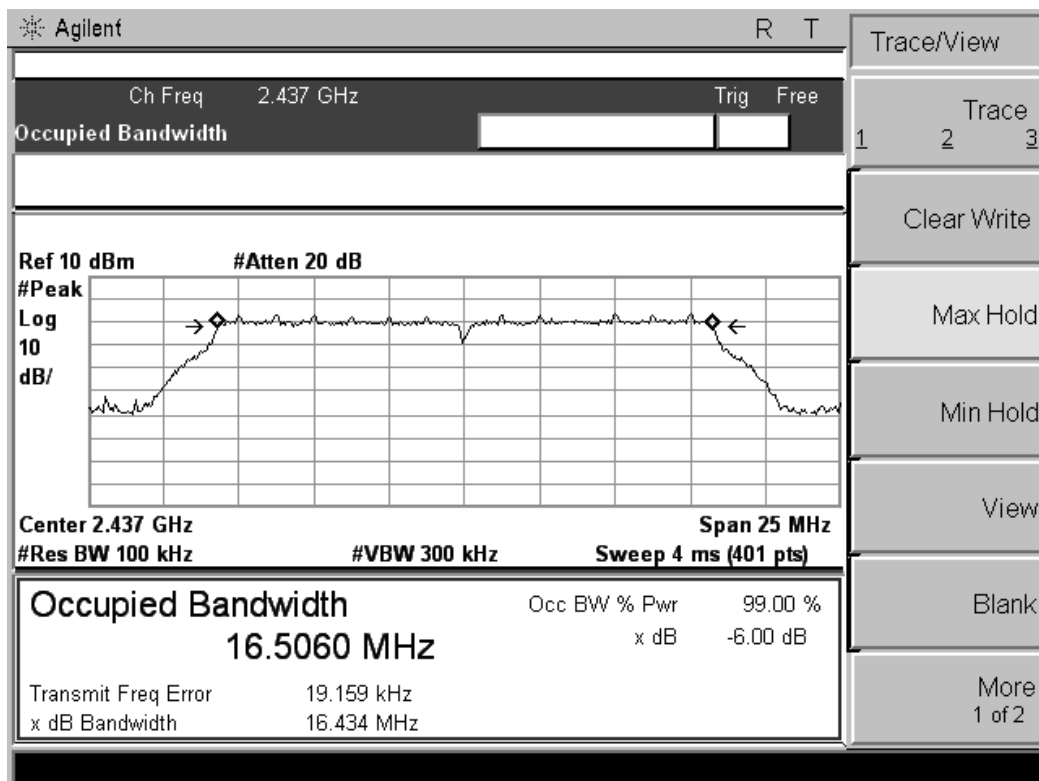 Agilent R T
Trace/View
Ch Freq 2.437 GHz Trig Free
Occupied Bandwidth
Trace
1 2 3
Clear Write
Ref 10 dBm #Atten 20 dB
#Peak
Log
10
dB/
Max Hold
Min Hold
View
Center 2.437 GHz Span 25 MHz
#Res BW 100 kHz #VBW 300 kHz Sweep 4 ms (401 pts)
Occupied Bandwidth Occ BW % Pwr 99.00 %
16.5060 MHz x dB -6.00 dB
Blank
Transmit Freq Error 19.159 kHz
x dB Bandwidth 16.434 MHz
More
1 of 2